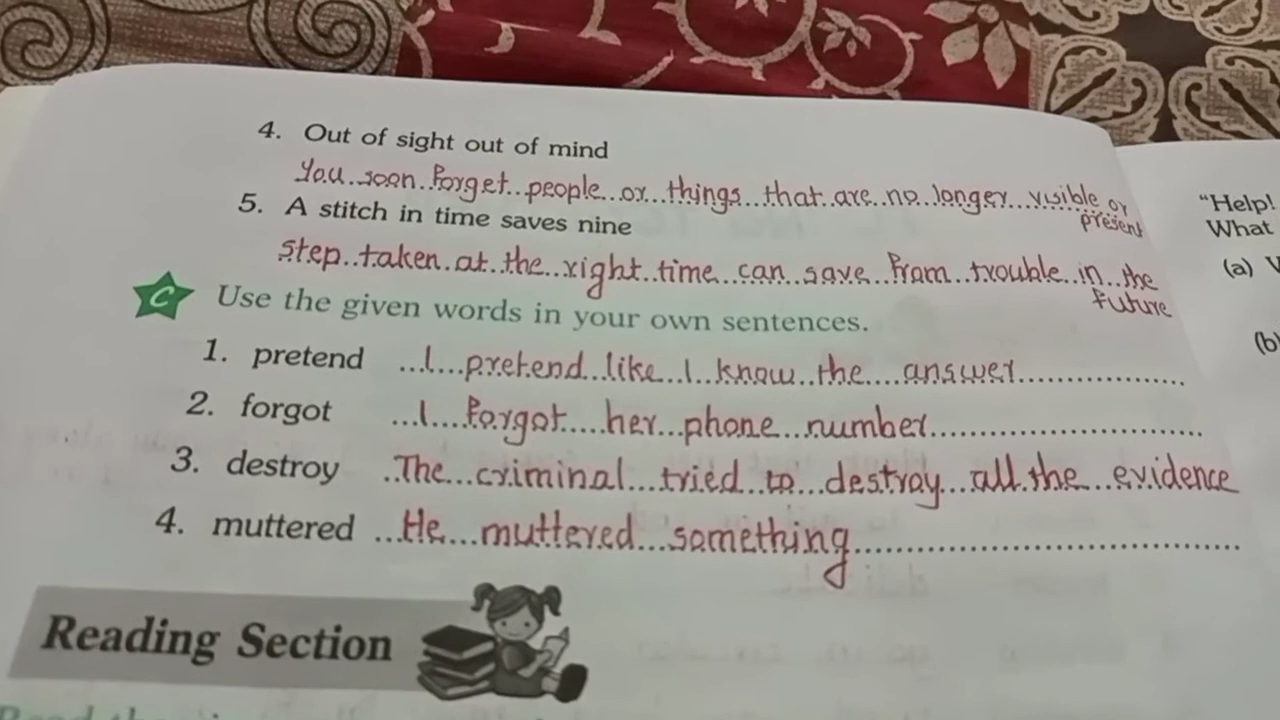 4. Out of sight out of mind
You soon forget people or things that are no longer visible or
present
5. A stitch in time saves nine
step taken at the right time can save from trouble in the
future
C Use the given words in your own sentences.
1. pretend I pretend like I know the answer
2. forgot I forgot her phone number
3. destroy The criminal tried to destroy all the evidence
4. muttered He muttered something
Reading Section
"Help!
What
(a)
(b)